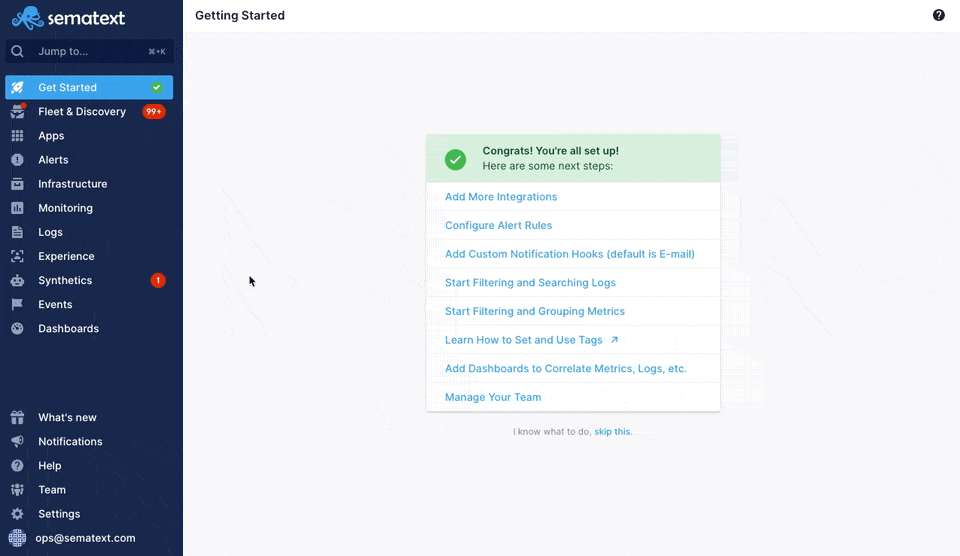 sematext
Jump to...
⌘+K
Get Started
Fleet & Discovery
99+
Apps
Alerts
Infrastructure
Monitoring
Logs
Experience
Synthetics
1
Events
Dashboards
What's new
Notifications
Help
Team
Settings
ops@sematext.com
Getting Started
?
Congrats! You're all set up!
Here are some next steps:
Add More Integrations
Configure Alert Rules
Add Custom Notification Hooks (default is E-mail)
Start Filtering and Searching Logs
Start Filtering and Grouping Metrics
Learn How to Set and Use Tags ↗
Add Dashboards to Correlate Metrics, Logs, etc.
Manage Your Team
I know what to do, skip this.